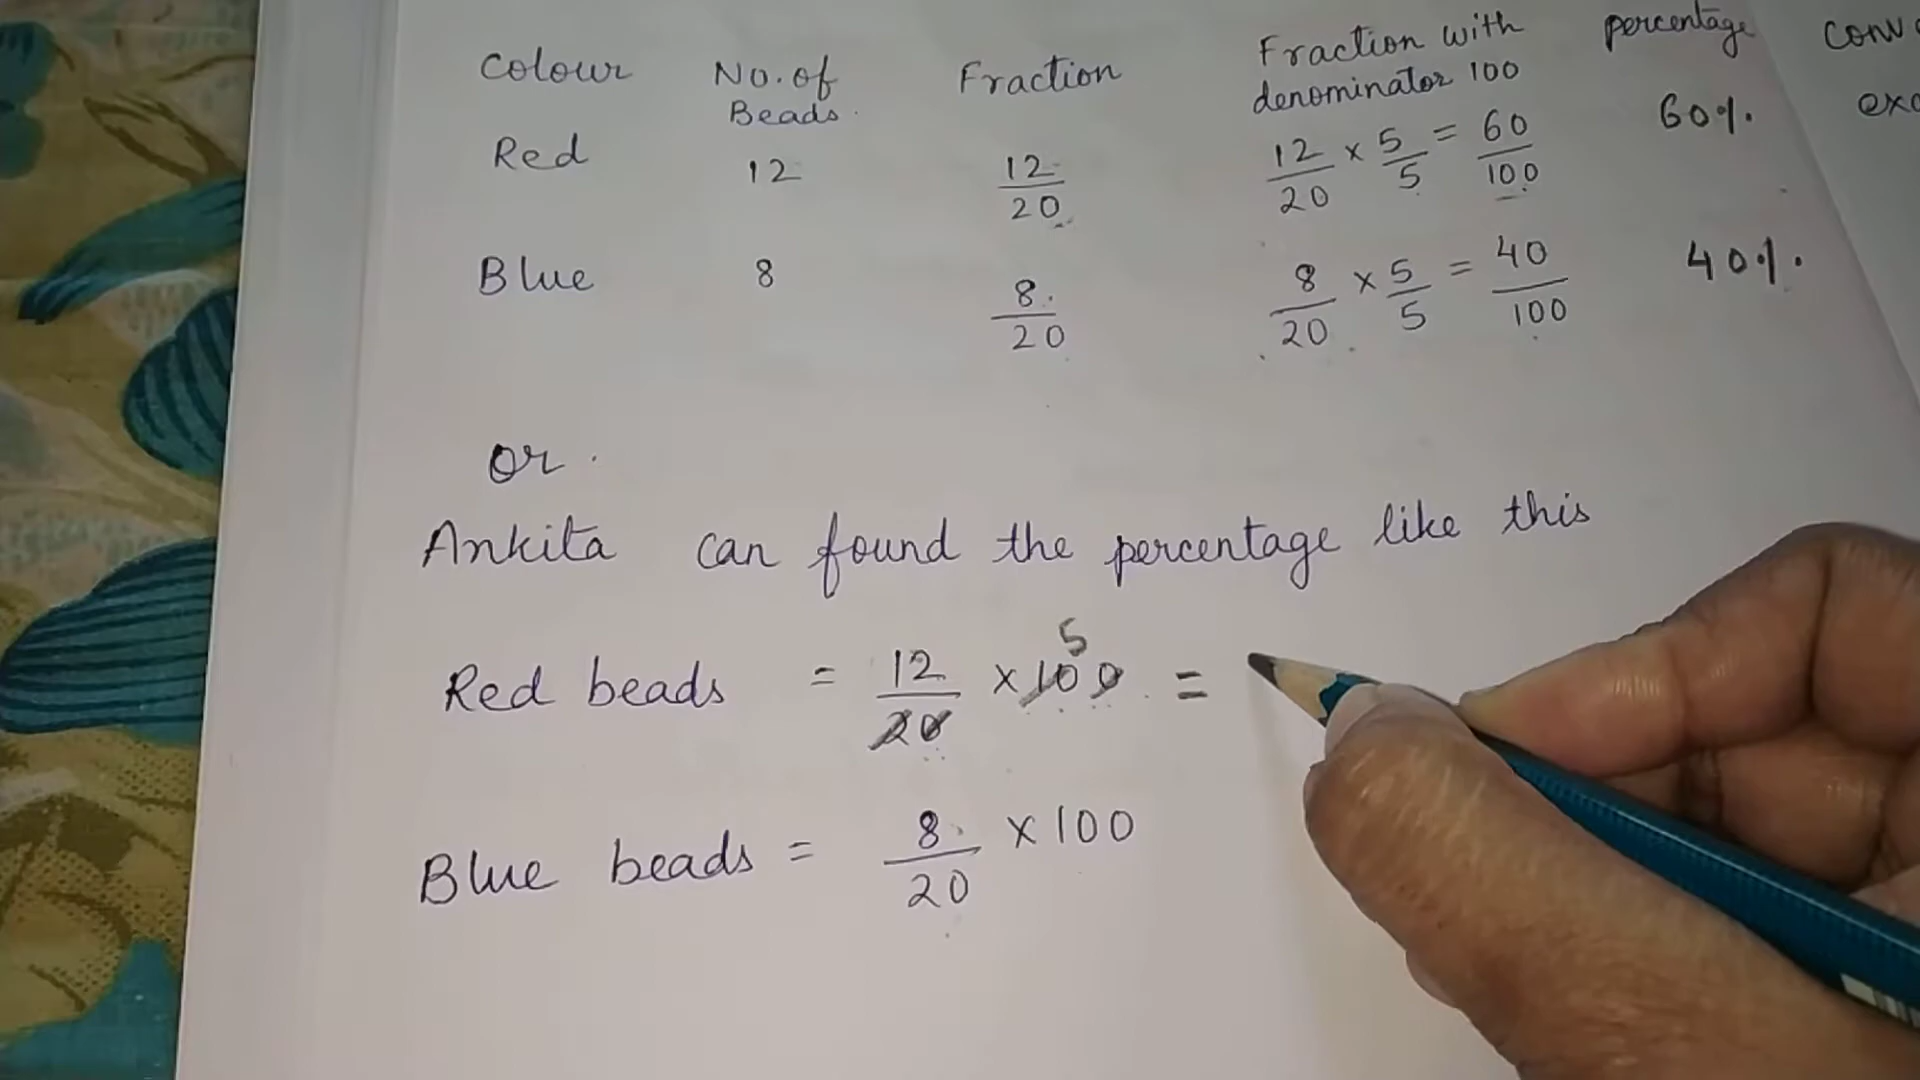 Colour No. of Beads. Fraction Fraction with denominator 100 percentage
Red 12 12/20 12/20 × 5/5 = 60/100 60%
Blue 8 8/20 8/20 × 5/5 = 40/100 40%
or
Ankita can found the percentage like this
Red beads = 12/20 × 100 5 =
Blue beads = 8/20 × 100